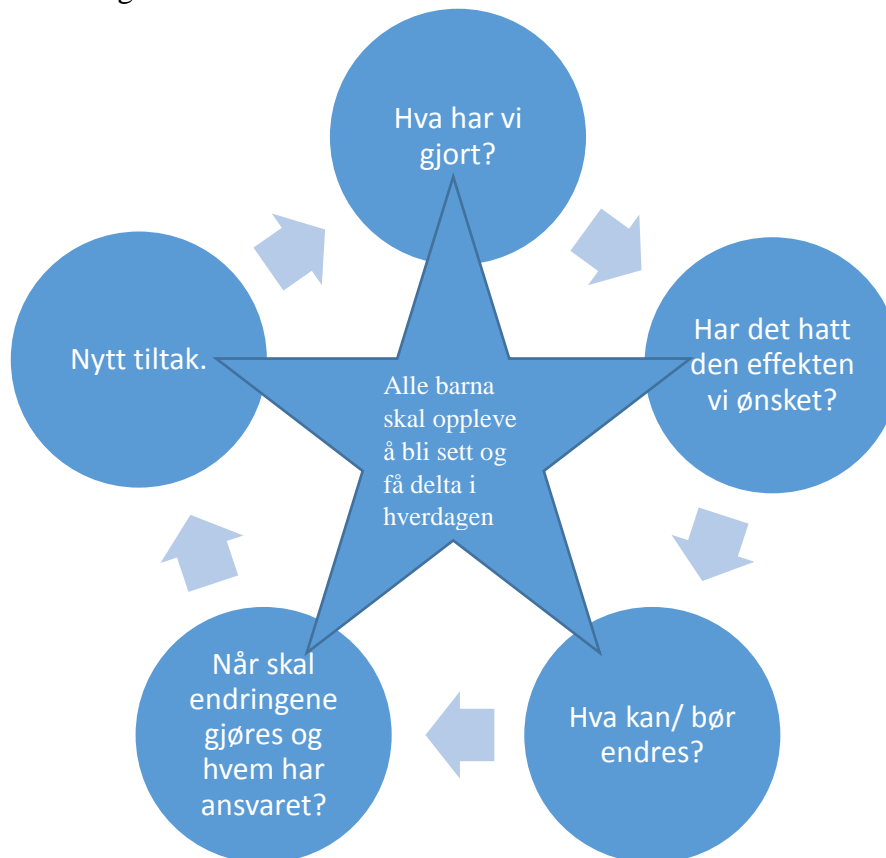 Hva har vi
gjort?
Har det hatt
den effekten
vi ønsket?
Hva kan/ bør
endres?
Når skal
endringene
gjøres og
hvem har
ansvaret?
Nytt tiltak.
Alle barna
skal oppleve
å bli sett og
få delta i
hverdagen